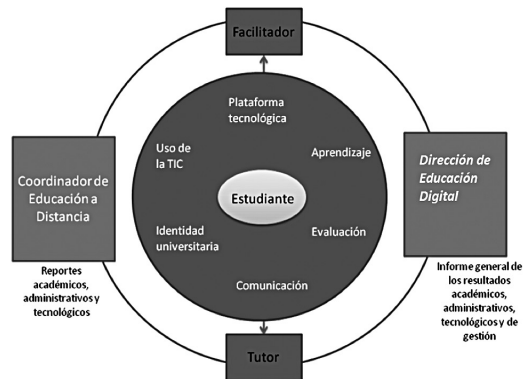 Facilitador
Plataforma
tecnológica
Uso de
la TIC
Aprendizaje
Coordinador de
Educación a
Distancia
Dirección de
Educación
Digital
Estudiante
Identidad
universitaria
Evaluación
Comunicación
Reportes
académicos,
administrativos y
tecnológicos
Informe general de
los resultados
académicos,
administrativos,
tecnológicos y de
gestión
Tutor